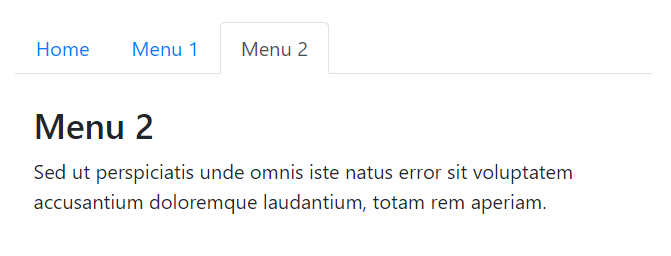 Home Menu 1 Menu 2
Menu 2
Sed ut perspiciatis unde omnis iste natus error sit voluptatem
accusantium doloremque laudantium, totam rem aperiam.